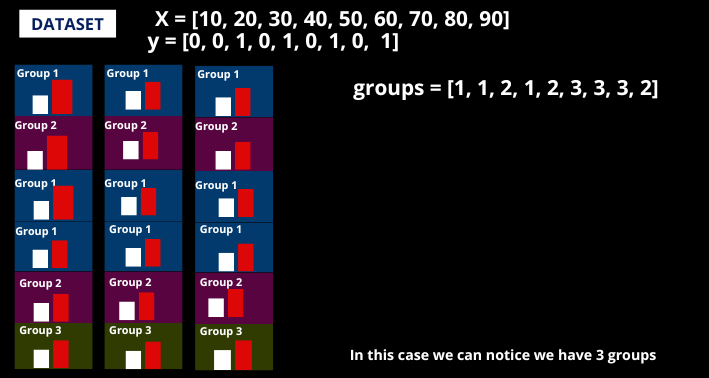 DATASET
X = [10, 20, 30, 40, 50, 60, 70, 80, 90]
y = [0, 0, 1, 0, 1, 0, 1, 0,  1]
groups = [1, 1, 2, 1, 2, 3, 3, 3, 2]
Group 1 Group 1 Group 1
Group 2 Group 2 Group 2
Group 1 Group 1 Group 1
Group 1 Group 1 Group 1
Group 2 Group 2 Group 2
Group 3 Group 3 Group 3
In this case we can notice we have 3 groups